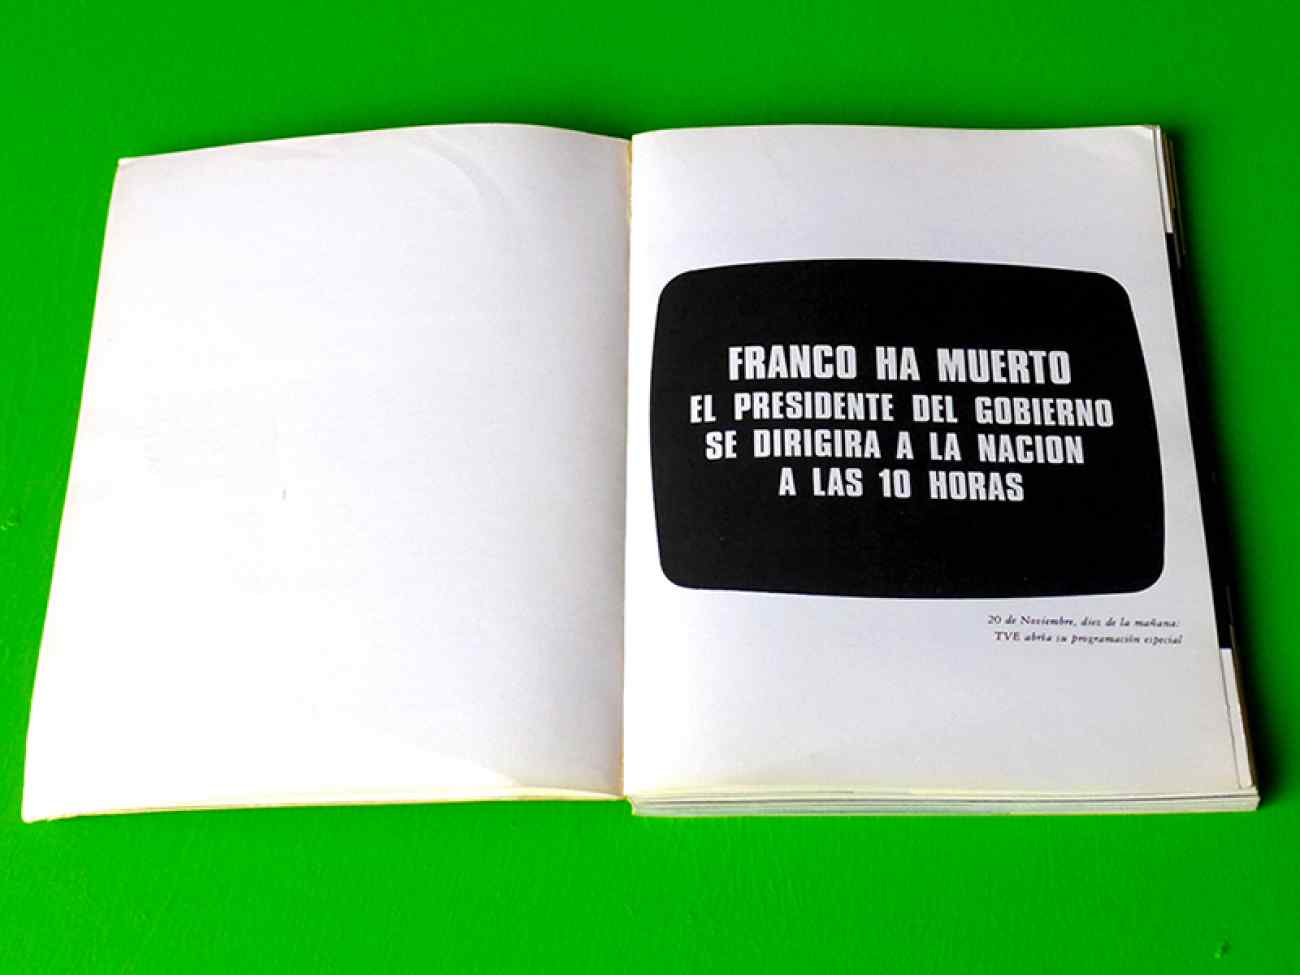 FRANCO HA MUERTO
EL PRESIDENTE DEL GOBIERNO
SE DIRIGIRA A LA NACION
A LAS 10 HORAS
20 de Noviembre, diez de la mañana:
TVE abría su programación especial